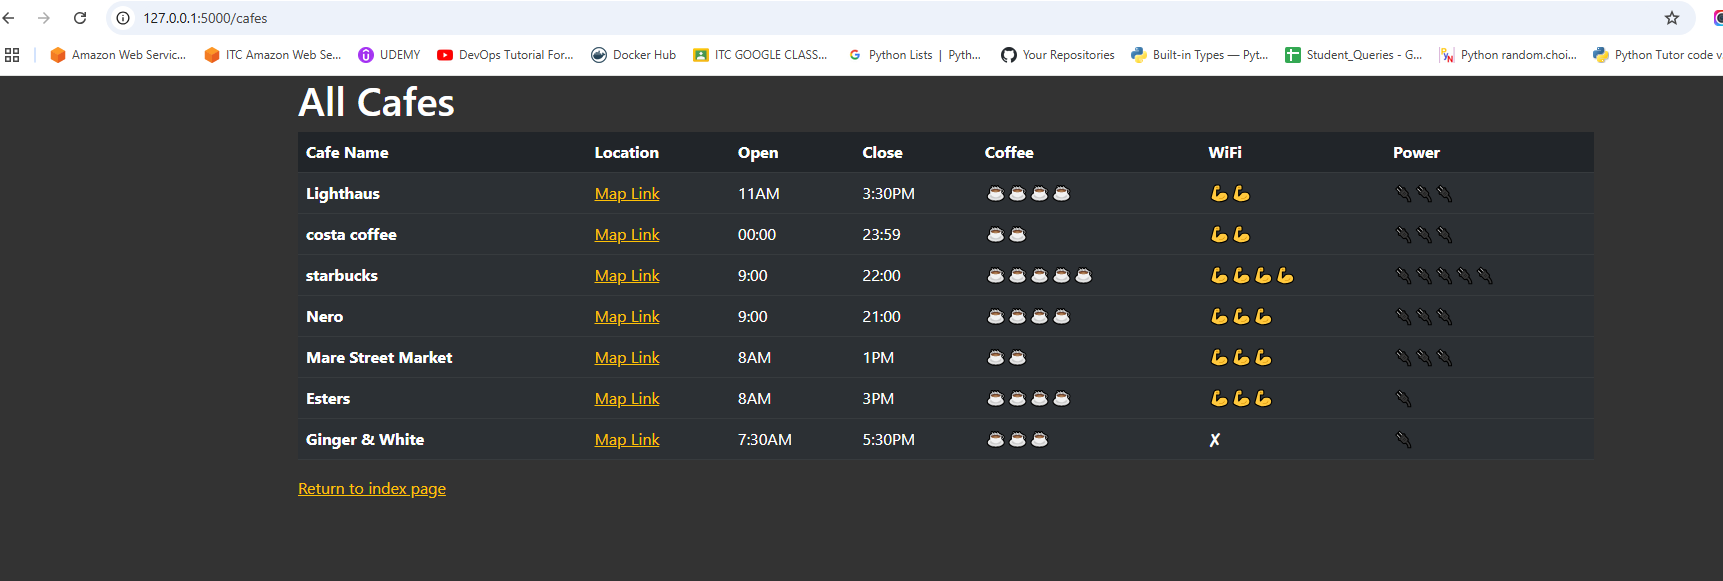 127.0.0.1:5000/cafes
Amazon Web Servic... ITC Amazon Web Se... UDEMY DevOps Tutorial For... Docker Hub ITC GOOGLE CLASS... Python Lists | Pyth... Your Repositories Built-in Types — Pyt... Student_Queries - G... Python random.choi... Python Tutor code v
All Cafes
Cafe Name Location Open Close Coffee WiFi Power
Lighthaus Map Link 11AM 3:30PM ☕☕☕☕ 💪💪 🔌🔌🔌
costa coffee Map Link 00:00 23:59 ☕☕ 💪💪 🔌🔌🔌
starbucks Map Link 9:00 22:00 ☕☕☕☕☕ 💪💪💪💪 🔌🔌🔌🔌🔌
Nero Map Link 9:00 21:00 ☕☕☕☕ 💪💪💪 🔌🔌🔌
Mare Street Market Map Link 8AM 1PM ☕☕ 💪💪💪 🔌🔌🔌
Esters Map Link 8AM 3PM ☕☕☕☕ 💪💪💪 🔌
Ginger & White Map Link 7:30AM 5:30PM ☕☕☕ ✘ 🔌
Return to index page